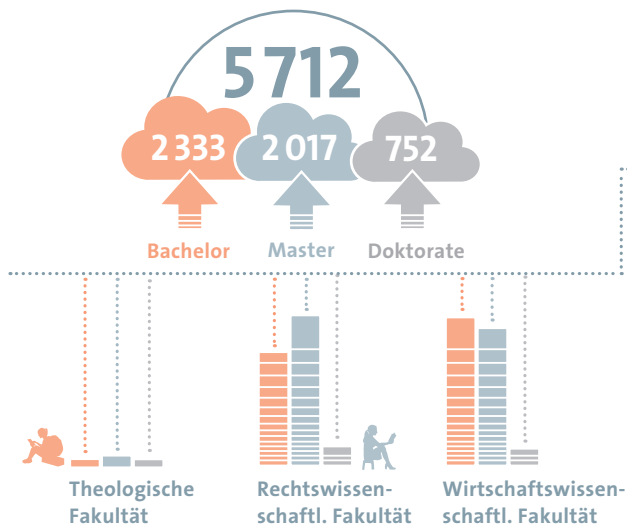 5 712
2 333
2 017
752
Bachelor
Master
Doktorate
Theologische
Fakultät
Rechtswissen-
schaftl. Fakultät
Wirtschaftswissen-
schaftl. Fakultät